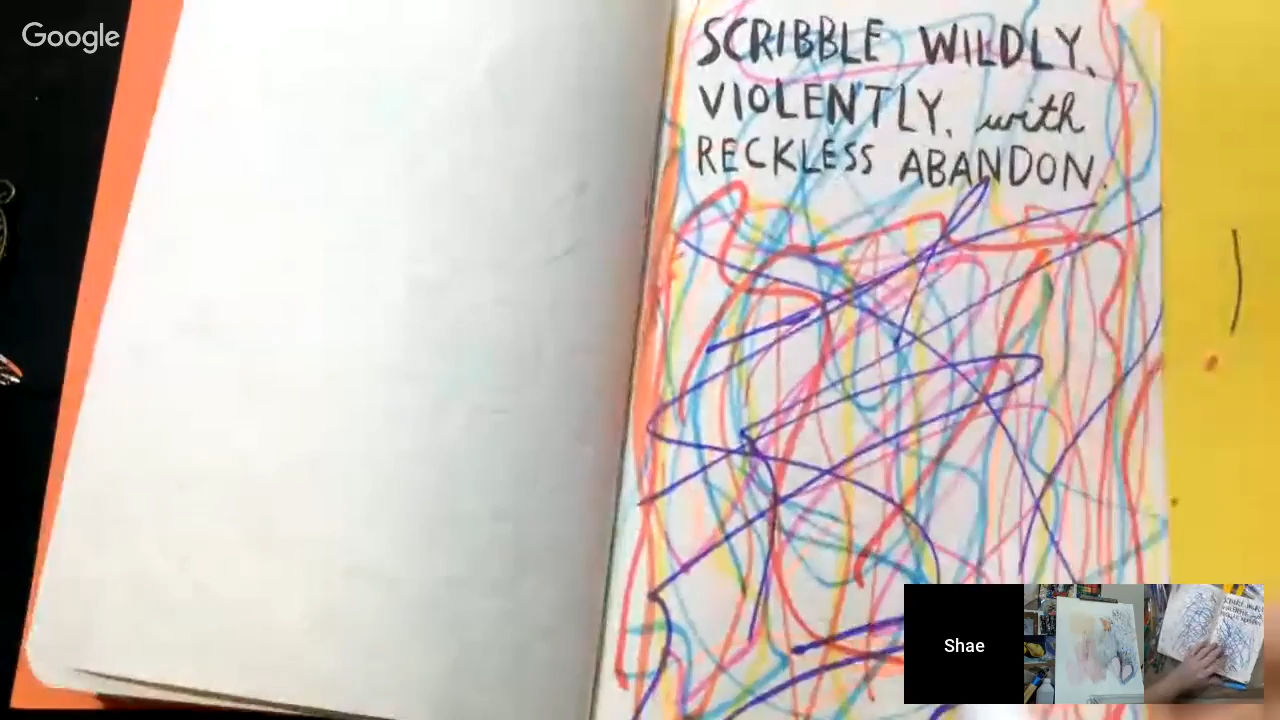 Google
SCRIBBLE WILDLY,
VIOLENTLY, with
RECKLESS ABANDON.
Shae